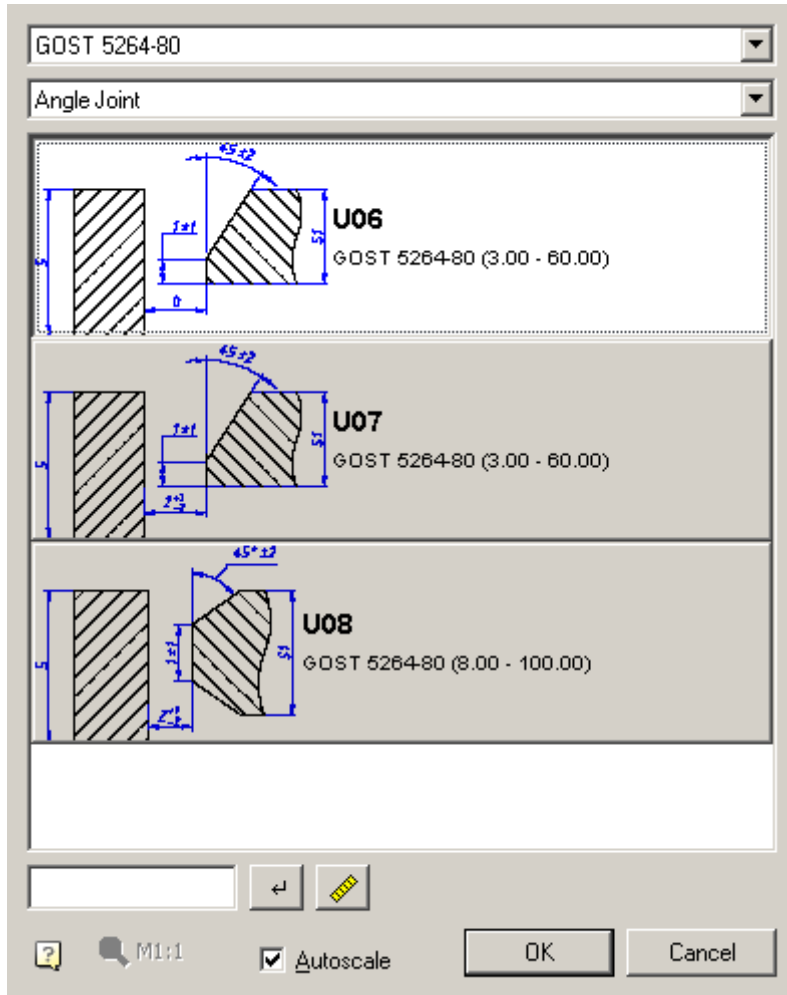 GOST 5264-80
Angle Joint
45±2
1±1
S
S1
0
U06
GOST 5264-80 (3.00 - 60.00)
45±2
1±1
S
S1
U07
GOST 5264-80 (3.00 - 60.00)
45°±2
1±1
S
S1
U08
GOST 5264-80 (8.00 - 100.00)
M1:1
Autoscale
OK
Cancel